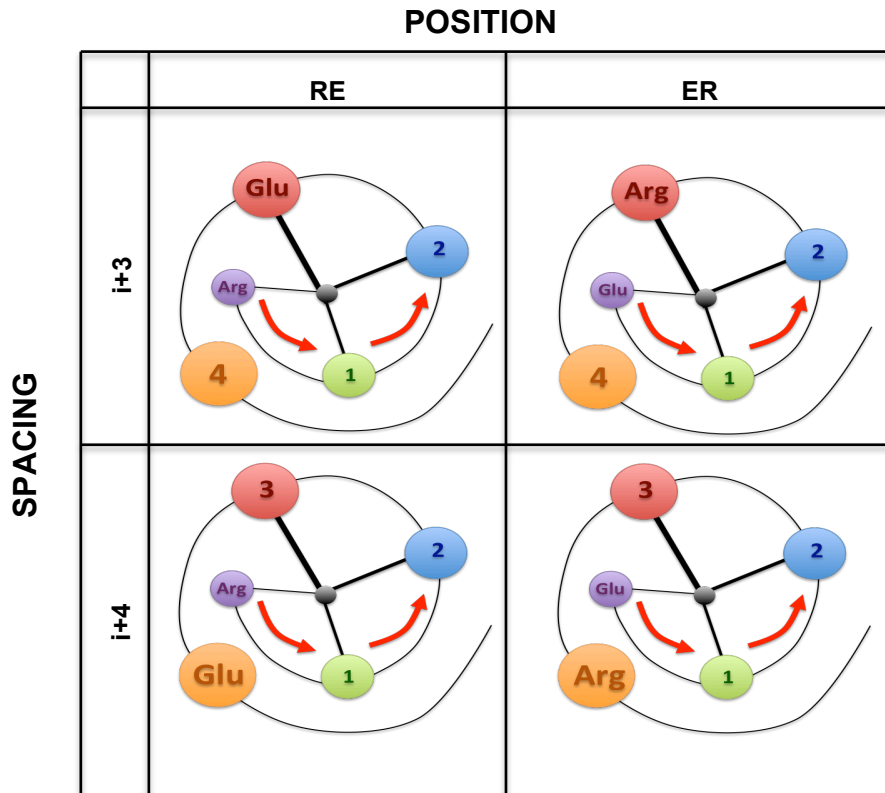 POSITION
RE ER
SPACING
i+3
Glu
2
Arg
1
4
Arg
2
Glu
1
4
i+4
3
2
Arg
1
Glu
3
2
Glu
1
Arg